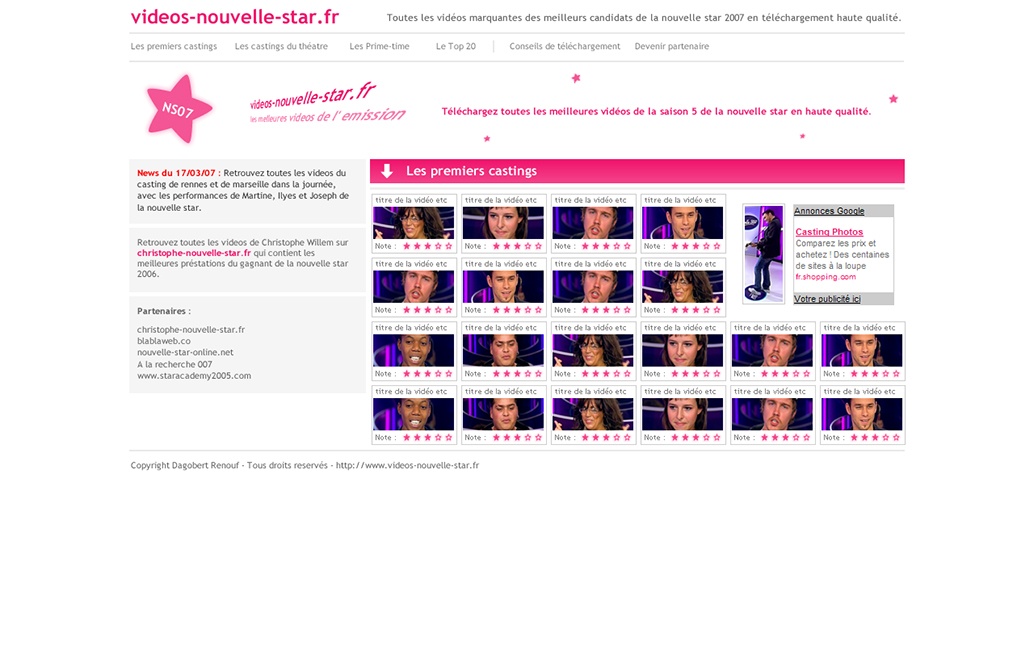 videos-nouvelle-star.fr
Toutes les vidéos marquantes des meilleurs candidats de la nouvelle star 2007 en téléchargement haute qualité.
Les premiers castings Les castings du théatre Les Prime-time Le Top 20 Conseils de téléchargement Devenir partenaire
NS07
videos-nouvelle-star.fr
les meilleures videos de l'emission
Téléchargez toutes les meilleures vidéos de la saison 5 de la nouvelle star en haute qualité.
News du 17/03/07 : Retrouvez toutes les videos du
casting de rennes et de marseille dans la journée,
avec les performances de Martine, Ilyes et Joseph de
la nouvelle star.
Retrouvez toutes les videos de Christophe Willem sur
christophe-nouvelle-star.fr qui contient les
meilleures préstations du gagnant de la nouvelle star
2006.
Partenaires :
christophe-nouvelle-star.fr
blablaweb.co
nouvelle-star-online.net
A la recherche 007
www.staracademy2005.com
Les premiers castings
titre de la vidéo etc titre de la vidéo etc titre de la vidéo etc titre de la vidéo etc
Note : Note : Note : Note :
titre de la vidéo etc titre de la vidéo etc titre de la vidéo etc titre de la vidéo etc
Note : Note : Note : Note :
Annonces Google
Casting Photos
Comparez les prix et
achetez ! Des centaines
de sites à la loupe
fr.shopping.com
Votre publicité ici
titre de la vidéo etc titre de la vidéo etc titre de la vidéo etc titre de la vidéo etc titre de la vidéo etc titre de la vidéo etc
Note : Note : Note : Note : Note : Note :
titre de la vidéo etc titre de la vidéo etc titre de la vidéo etc titre de la vidéo etc titre de la vidéo etc titre de la vidéo etc
Note : Note : Note : Note : Note : Note :
Copyright Dagobert Renouf - Tous droits reservés - http://www.videos-nouvelle-star.fr